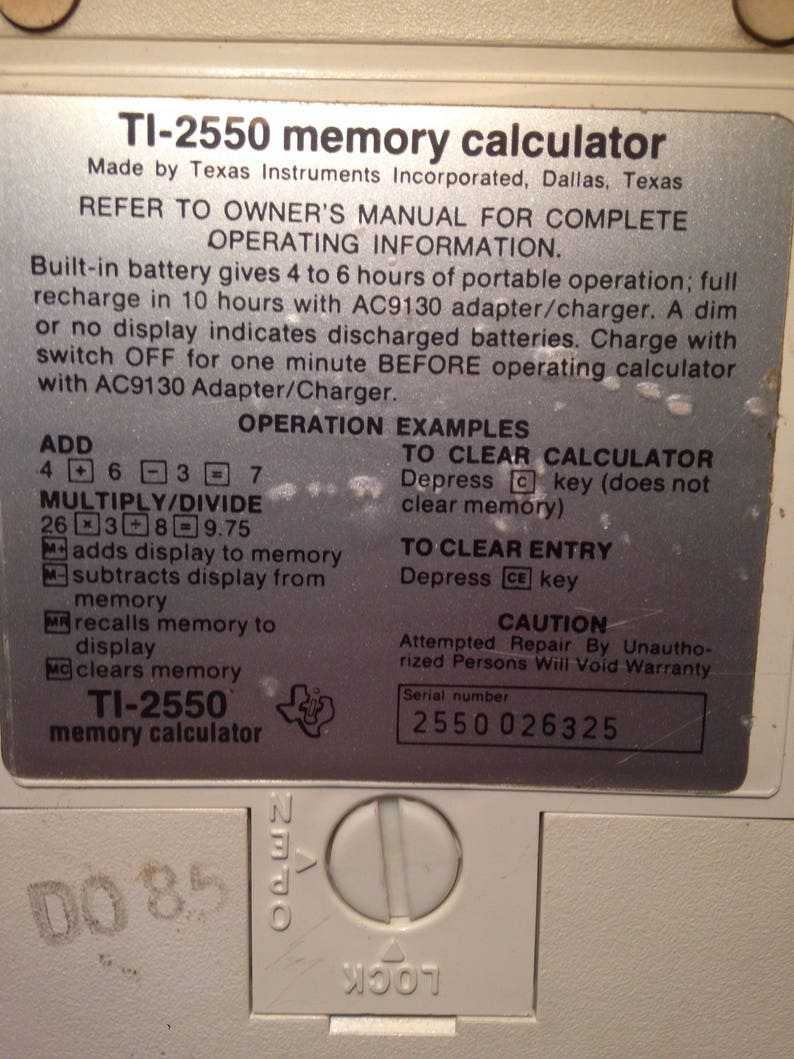 TI-2550 memory calculator
Made by Texas Instruments Incorporated, Dallas, Texas
REFER TO OWNER'S MANUAL FOR COMPLETE
OPERATING INFORMATION.
Built-in battery gives 4 to 6 hours of portable operation; full
recharge in 10 hours with AC9130 adapter/charger. A dim
or no display indicates discharged batteries. Charge with
switch OFF for one minute BEFORE operating calculator
with AC9130 Adapter/Charger.
OPERATION EXAMPLES
ADD
4 + 6 − 3 = 7
MULTIPLY/DIVIDE
26 × 3 ÷ 8 = 9.75
M+ adds display to memory
M− subtracts display from
memory
MR recalls memory to
display
MC clears memory
TI-2550
memory calculator
TO CLEAR CALCULATOR
Depress C key (does not
clear memory)
TO CLEAR ENTRY
Depress CE key
CAUTION
Attempted Repair By Unautho-
rized Persons Will Void Warranty
Serial number
2550 026325
OPEN
LOCK
DO 85